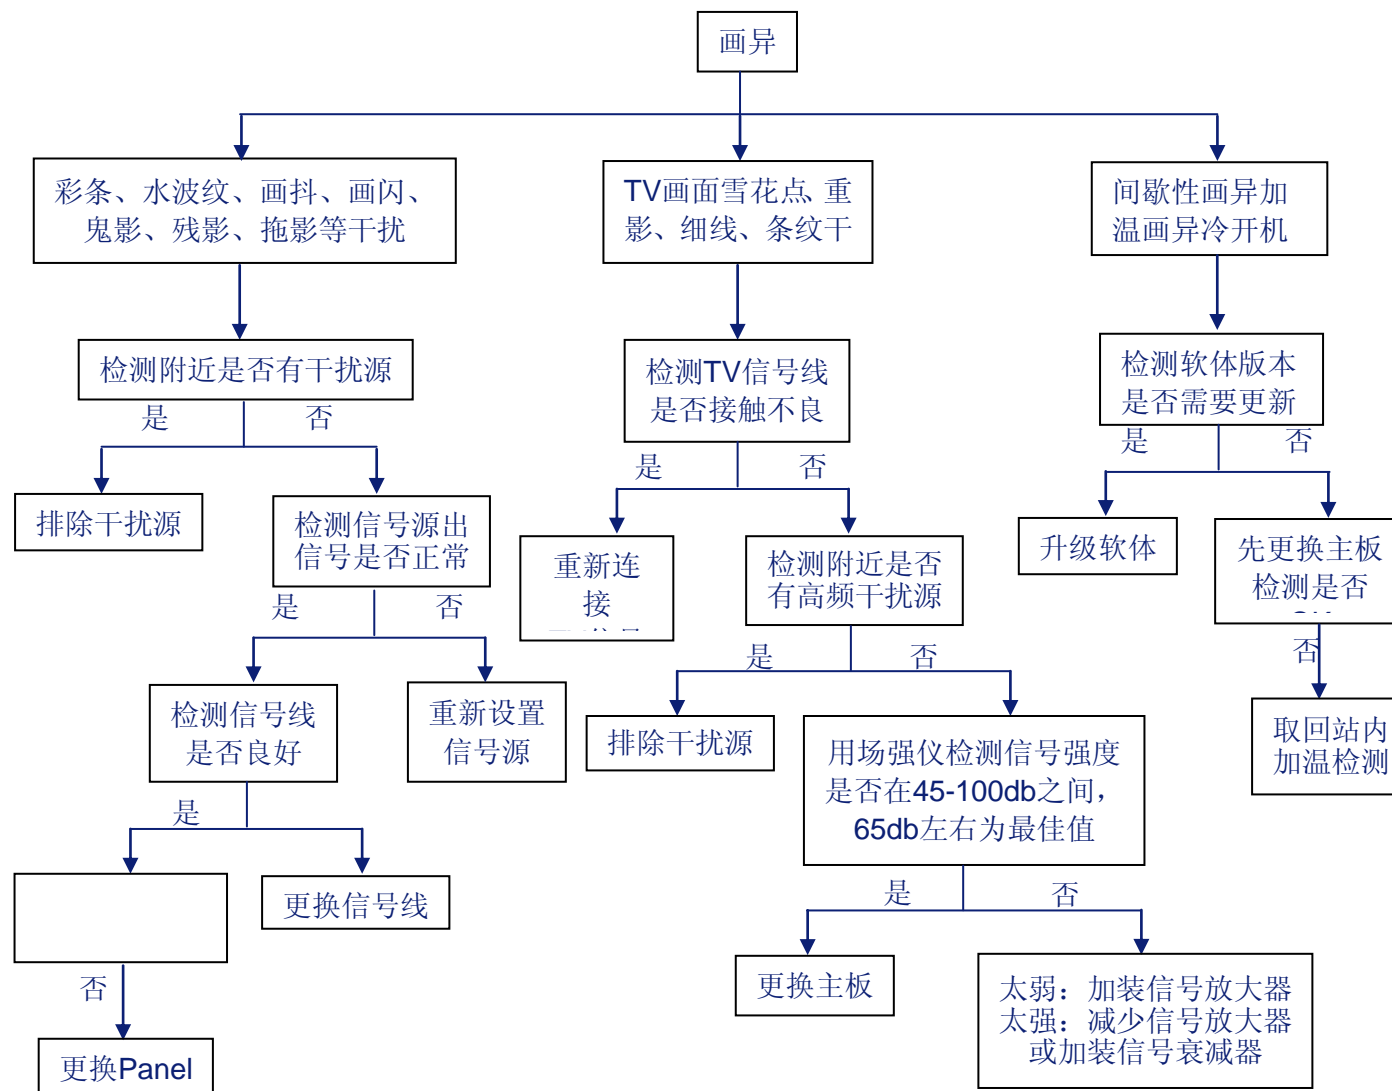 画异
彩条、水波纹、画抖、画闪、
鬼影、残影、拖影等干扰
TV画面雪花点、重
影、细线、条纹干
间歇性画异加
温画异冷开机
检测附近是否有干扰源
检测TV信号线
是否接触不良
检测软体版本
是否需要更新
是
否
是
否
是
否
排除干扰源
检测信号源出
信号是否正常
重新连
接
检测附近是否
有高频干扰源
升级软体
先更换主板
检测是否
是
否
是
否
否
检测信号线
是否良好
重新设置
信号源
排除干扰源
用场强仪检测信号强度
是否在45-100db之间，
65db左右为最佳值
取回站内
加温检测
是
更换信号线
是
否
否
更换Panel
更换主板
太弱：加装信号放大器
太强：减少信号放大器
或加装信号衰减器